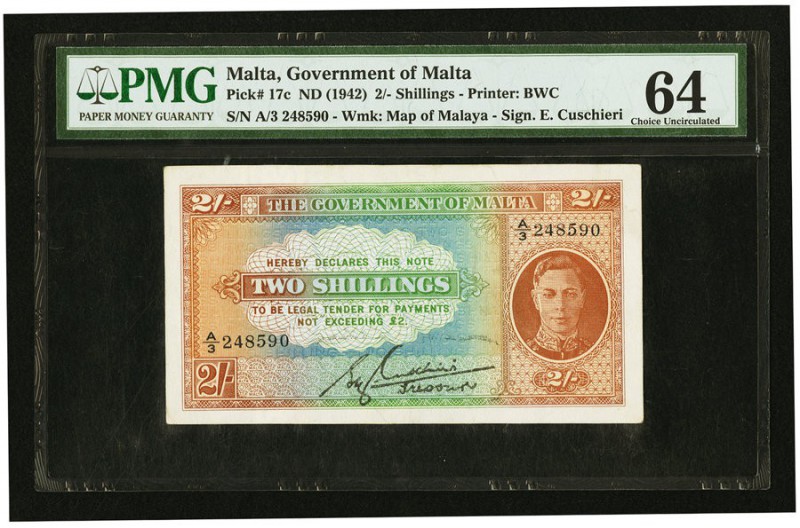 PMG
PAPER MONEY GUARANTY
Malta, Government of Malta
Pick# 17c ND (1942) 2/- Shillings - Printer: BWC
S/N A/3 248590 - Wmk: Map of Malaya - Sign. E. Cuschieri
64
Choice Uncirculated
2/-
THE GOVERNMENT OF MALTA
2/-
A/3 248590
HEREBY DECLARES THIS NOTE
TWO SHILLINGS
TO BE LEGAL TENDER FOR PAYMENTS
NOT EXCEEDING £2.
A/3 248590
2/-
Cuschieri
Treasurer
2/-